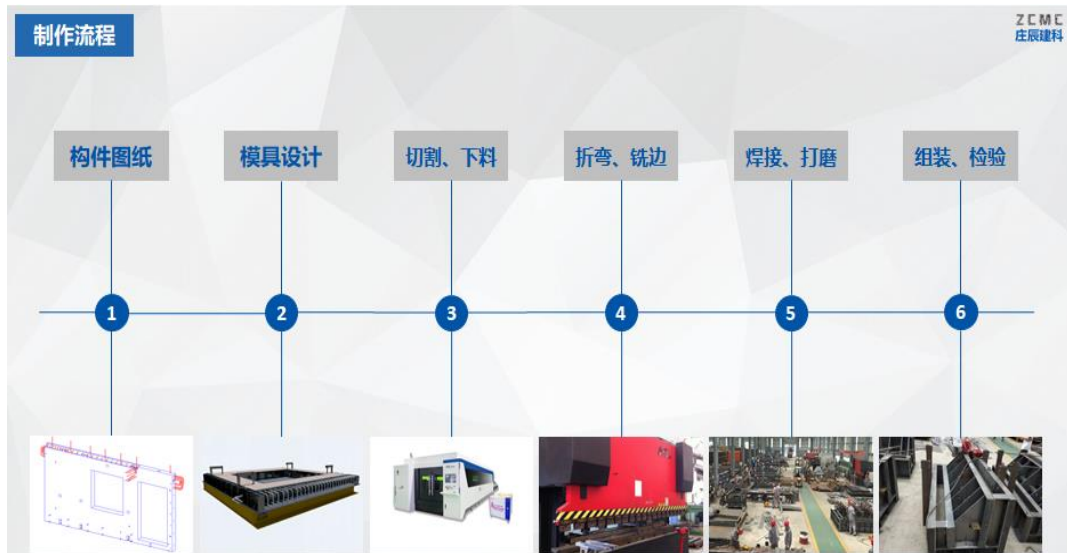 制作流程
ZCMC
庄辰建科
构件图纸
模具设计
切割、下料
折弯、铣边
焊接、打磨
组装、检验
1
2
3
4
5
6